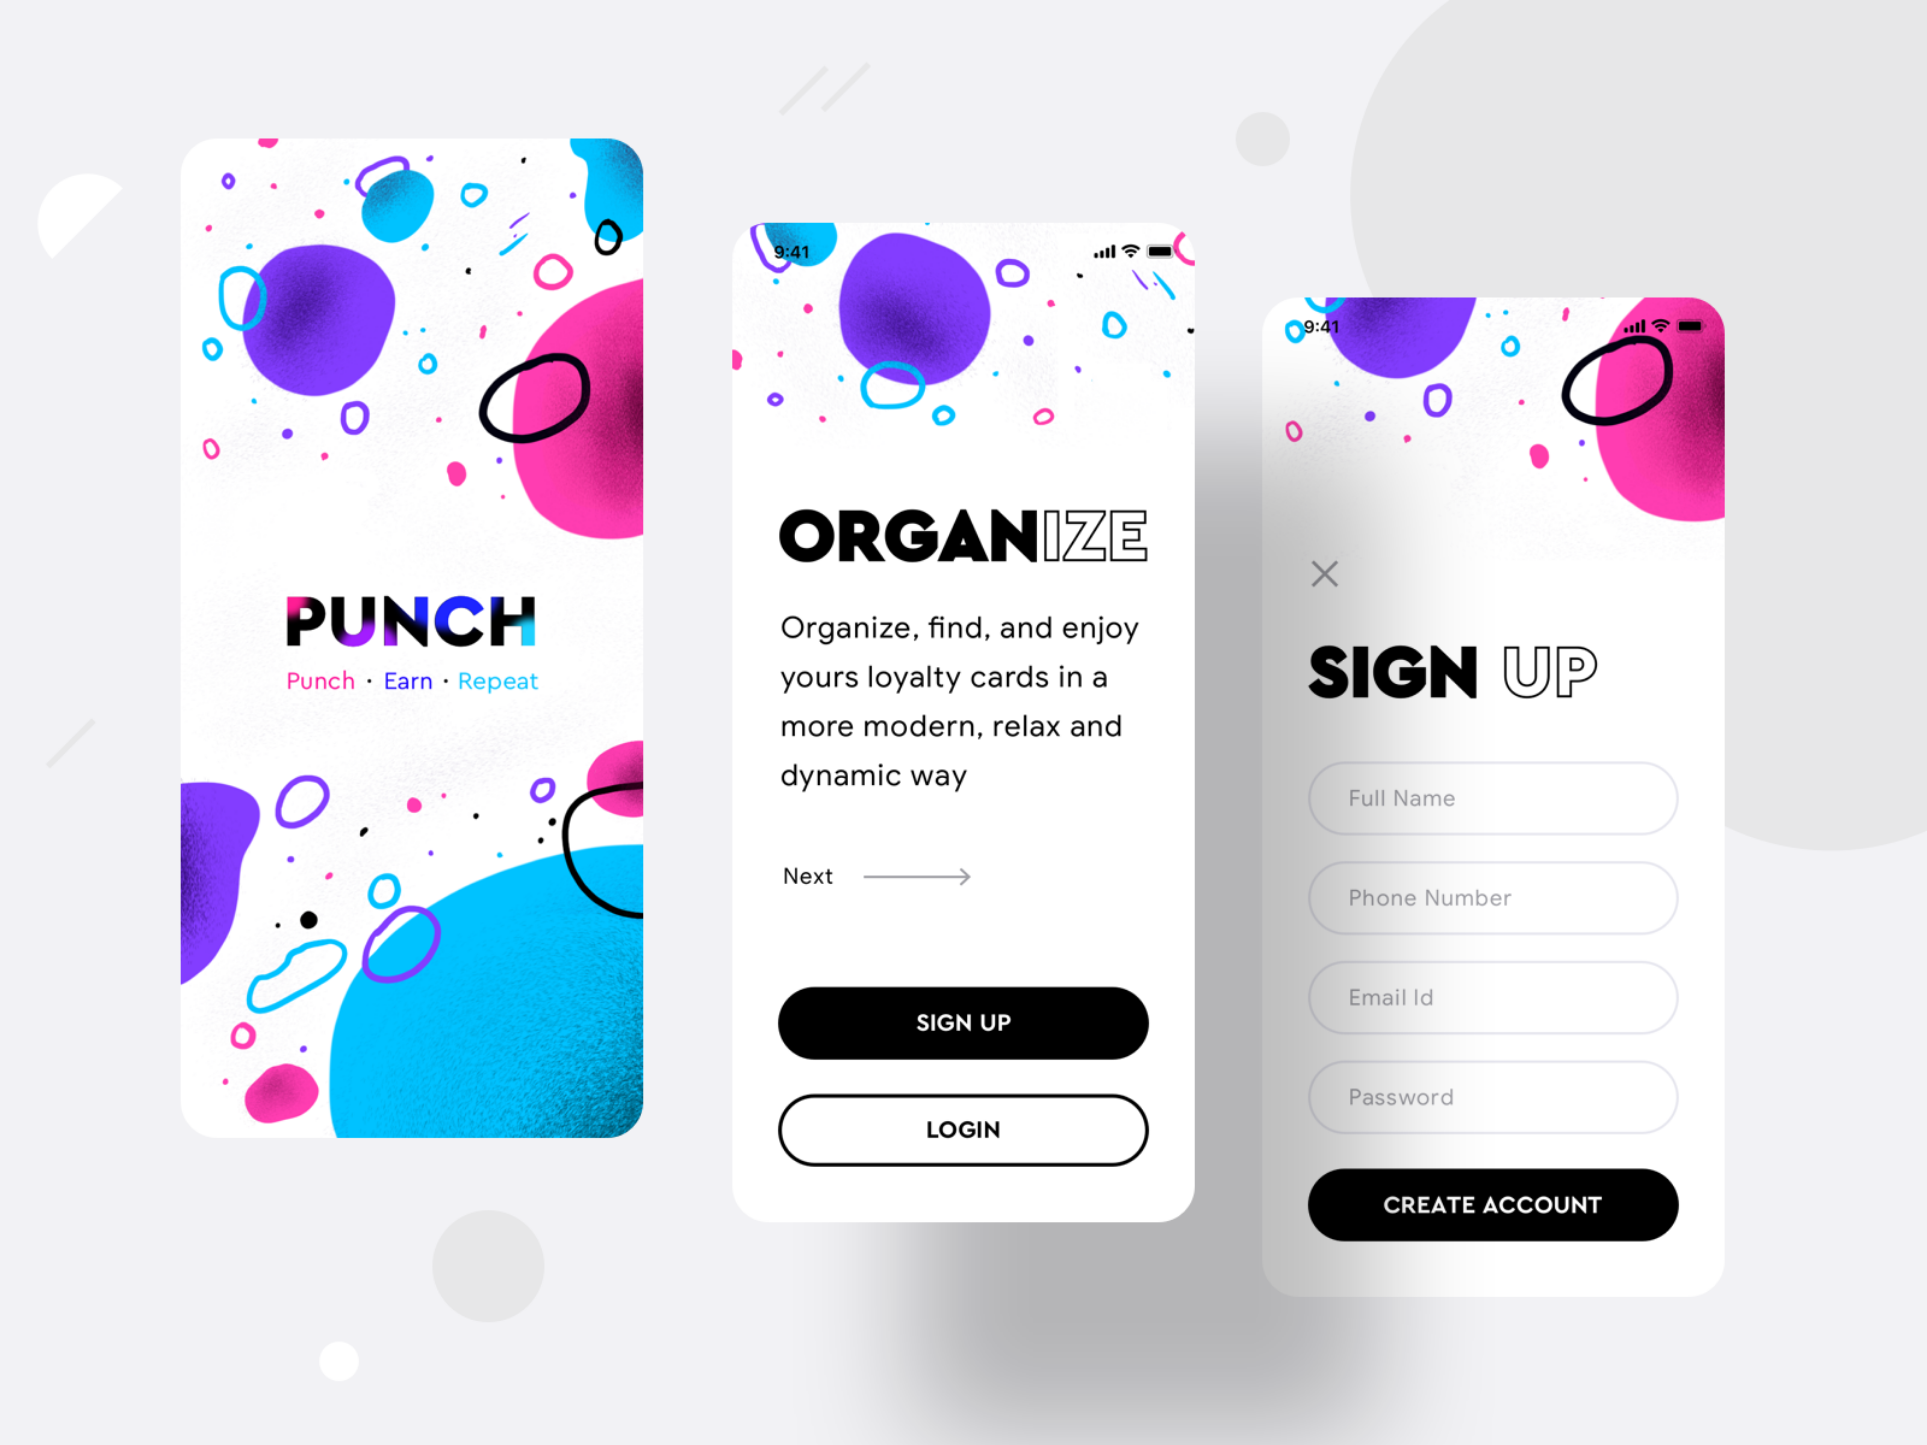 PUNCH
Punch · Earn · Repeat
9:41
ORGANIZE
Organize, find, and enjoy
yours loyalty cards in a
more modern, relax and
dynamic way
Next
SIGN UP
LOGIN
9:41
SIGN UP
Full Name
Phone Number
Email Id
Password
CREATE ACCOUNT